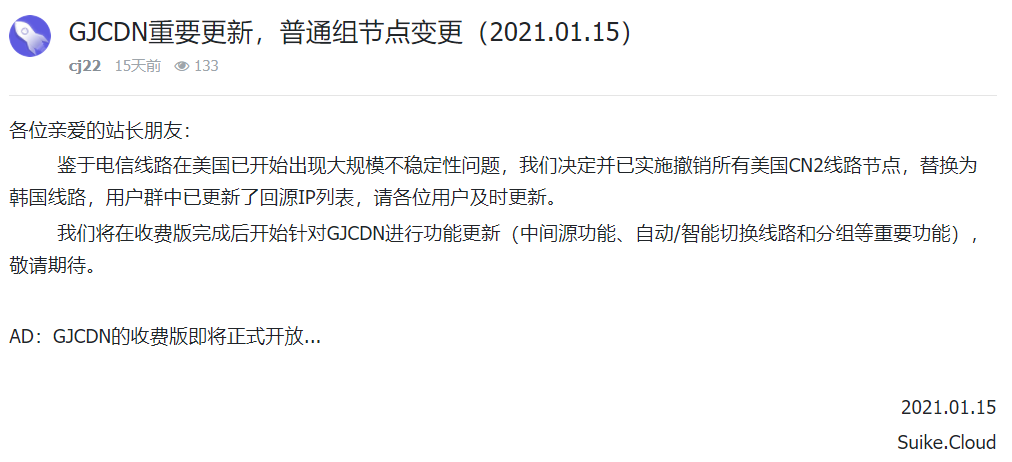 GJCDN重要更新，普通组节点变更（2021.01.15）
cj22 15天前 133
各位亲爱的站长朋友：
鉴于电信线路在美国已开始出现大规模不稳定性问题，我们决定并已实施撤销所有美国CN2线路节点，替换为
韩国线路，用户群中已更新了回源IP列表，请各位用户及时更新。
我们将在收费版完成后开始针对GJCDN进行功能更新（中间源功能、自动/智能切换线路和分组等重要功能），
敬请期待。
AD：GJCDN的收费版即将正式开放...
2021.01.15
Suike.Cloud